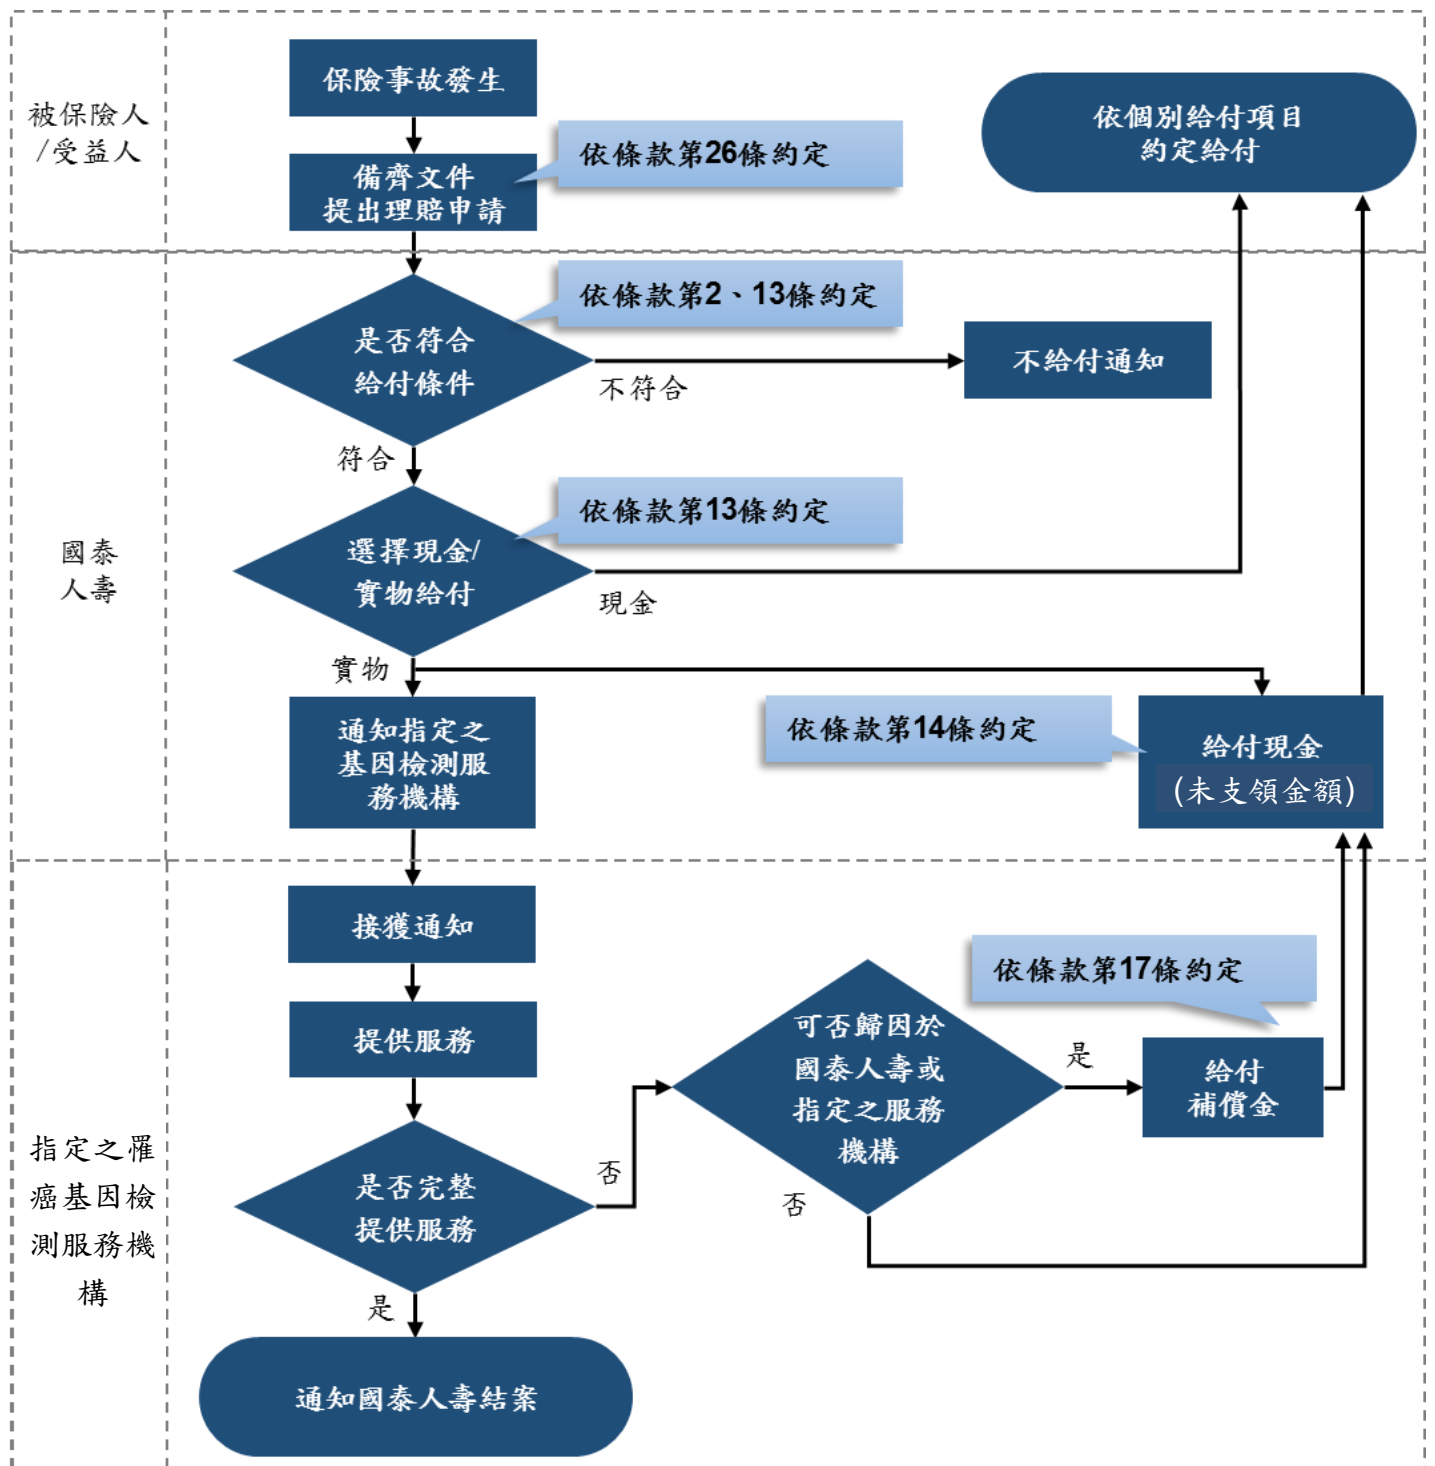 被保險人
/受益人
保險事故發生
備齊文件
提出理賠申請
依條款第26條約定
依個別給付項目
約定給付
國泰
人壽
是否符合
給付條件
依條款第2、13條約定
不符合
不給付通知
符合
選擇現金/
實物給付
依條款第13條約定
現金
實物
通知指定之
基因檢測服
務機構
依條款第14條約定
給付現金
(未支領金額)
指定之罹
癌基因檢
測服務機
構
接獲通知
提供服務
是否完整
提供服務
否
可否歸因於
國泰人壽或
指定之服務
機構
依條款第17條約定
是
給付
補償金
否
是
通知國泰人壽結案